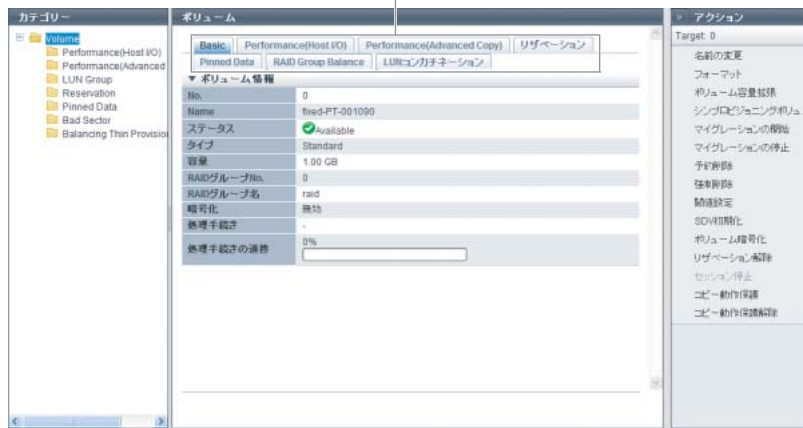 カテゴリー
Volume
Performance(Host I/O)
Performance(Advanced
LUN Group
Reservation
Pinned Data
Bad Sector
Balancing Thin Provision
ボリューム
Basic
Performance(Host I/O)
Performance(Advanced Copy)
リザベーション
Pinned Data
RAID Group Balance
LUNコンカチネーション
▼ ボリューム情報
No. 0
Name fixed-PT-001090
ステータス Available
タイプ Standard
容量 1.00 GB
RAIDグループNo. 0
RAIDグループ名 raid
暗号化 無効
処理手続き -
処理手続きの進捗 0%
» アクション
Target: 0
名前の変更
フォーマット
ボリューム容量拡張
シンプロビジョニングボリュ
マイグレーションの開始
マイグレーションの停止
予約削除
強制削除
閾値設定
SDV初期化
ボリューム暗号化
リザベーション解除
セッション停止
コピー動作保護
コピー動作保護解除